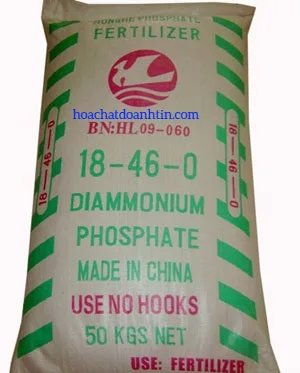 HONGHE PHOSPHATE
FERTILIZER
hoachatdoanhtin.com
BN:HL 09-060
18-46-0
18-46-0
18-46-0
DIAMMONIUM
PHOSPHATE
MADE IN CHINA
USE NO HOOKS
50 KGS NET
USE: FERTILIZER